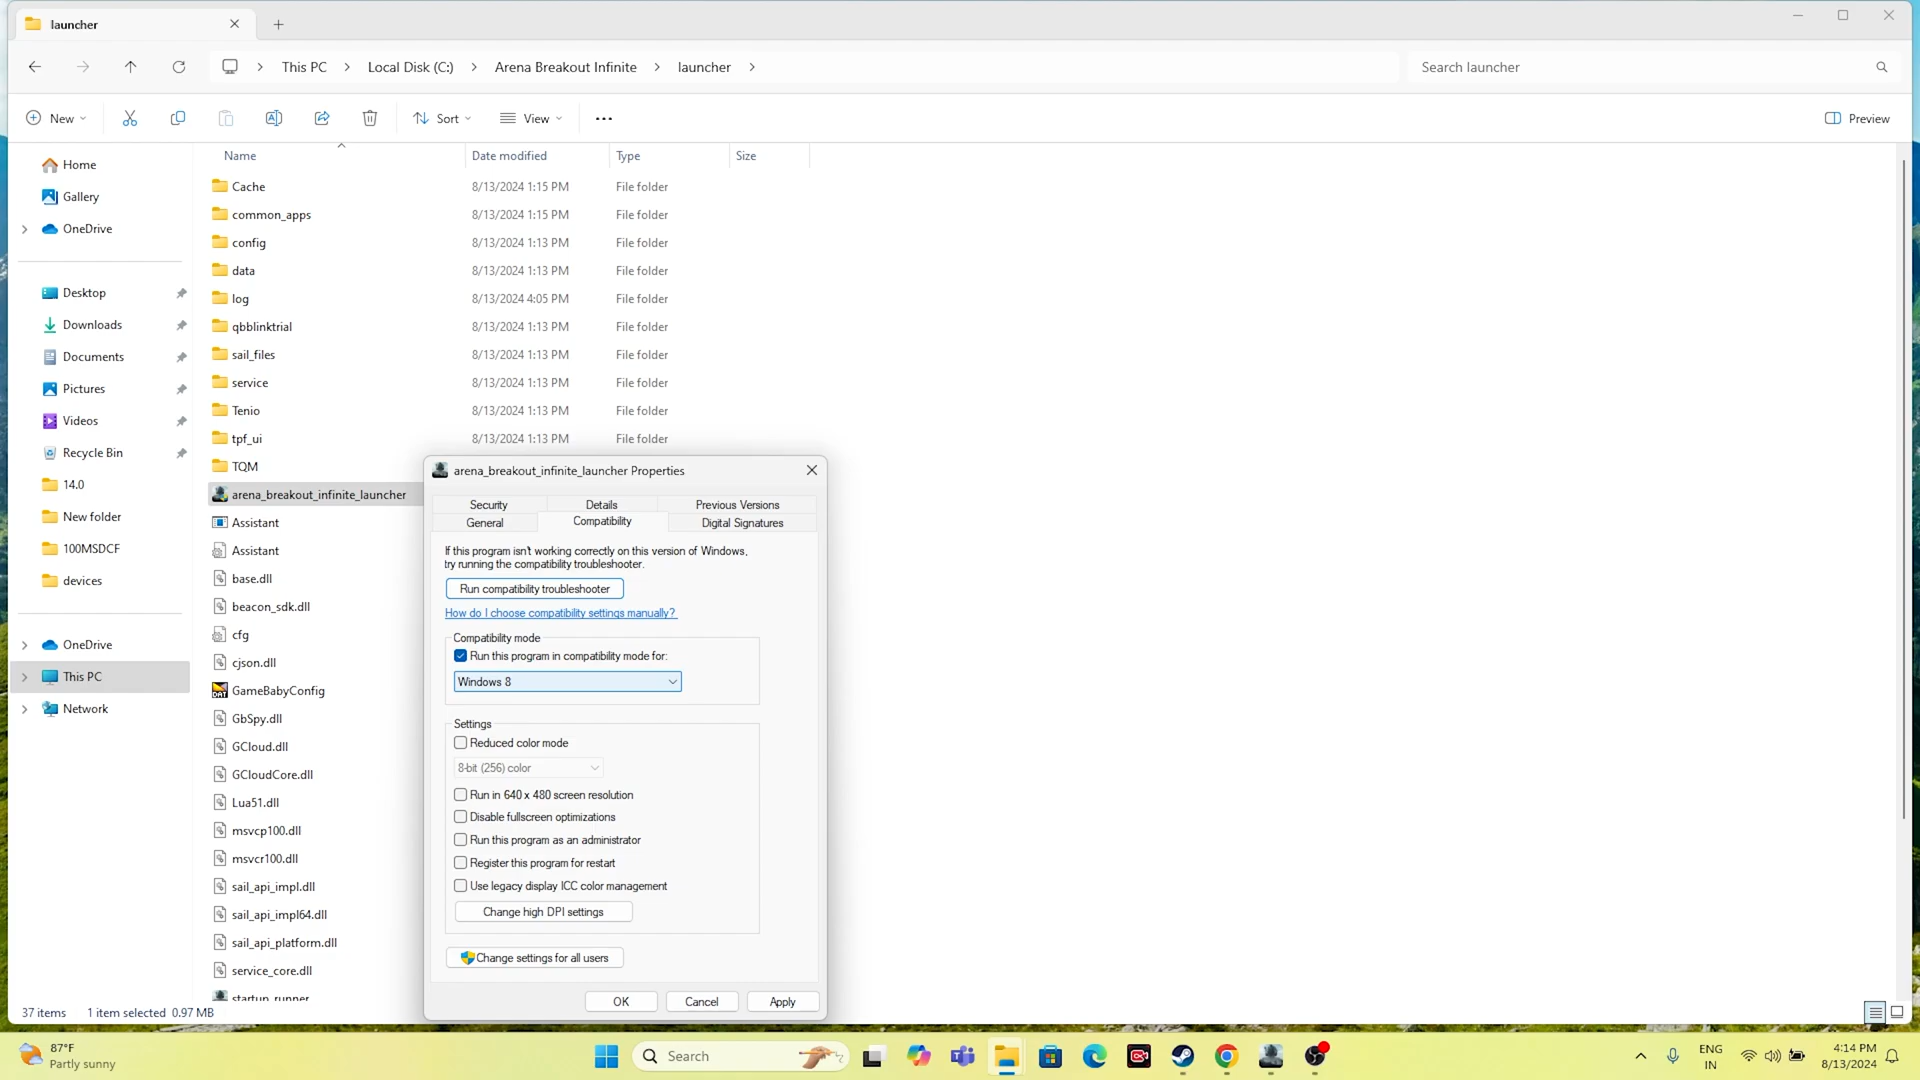 launcher
This PC
Local Disk (C:)
Arena Breakout Infinite
launcher
Search launcher
New
Sort
View
Preview
Name
Date modified
Type
Size
Home
Gallery
OneDrive
Desktop
Downloads
Documents
Pictures
Videos
Recycle Bin
14.0
New folder
100MSDCF
devices
OneDrive
This PC
Network
Cache 8/13/2024 1:15 PM File folder
common_apps 8/13/2024 1:15 PM File folder
config 8/13/2024 1:13 PM File folder
data 8/13/2024 1:13 PM File folder
log 8/13/2024 4:05 PM File folder
qbblinktrial 8/13/2024 1:13 PM File folder
sail_files 8/13/2024 1:13 PM File folder
service 8/13/2024 1:13 PM File folder
Tenio 8/13/2024 1:13 PM File folder
tpf_ui 8/13/2024 1:13 PM File folder
TQM
arena_breakout_infinite_launcher
Assistant
Assistant
base.dll
beacon_sdk.dll
cfg
cjson.dll
GameBabyConfig
GbSpy.dll
GCloud.dll
GCloudCore.dll
Lua51.dll
msvcp100.dll
msvcr100.dll
sail_api_impl.dll
sail_api_impl64.dll
sail_api_platform.dll
service_core.dll
startup_runner
arena_breakout_infinite_launcher Properties
Security
Details
Previous Versions
General
Compatibility
Digital Signatures
If this program isn't working correctly on this version of Windows,
try running the compatibility troubleshooter.
Run compatibility troubleshooter
How do I choose compatibility settings manually?
Compatibility mode
Run this program in compatibility mode for:
Windows 8
Settings
Reduced color mode
8-bit (256) color
Run in 640 x 480 screen resolution
Disable fullscreen optimizations
Run this program as an administrator
Register this program for restart
Use legacy display ICC color management
Change high DPI settings
Change settings for all users
OK
Cancel
Apply
37 items
1 item selected 0.97 MB
87°F
Partly sunny
Search
ENG
IN
4:14 PM
8/13/2024